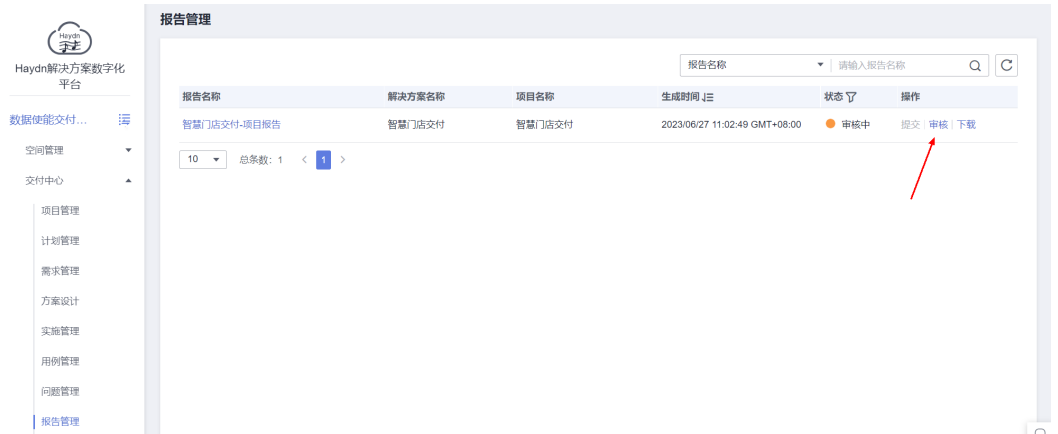 Haydn
Haydn解决方案数字化
平台
数据使能交付...
空间管理
交付中心
项目管理
计划管理
需求管理
方案设计
实施管理
用例管理
问题管理
报告管理
报告管理
报告名称 请输入报告名称
报告名称 解决方案名称 项目名称 生成时间 状态 操作
智慧门店交付-项目报告 智慧门店交付 智慧门店交付 2023/06/27 11:02:49 GMT+08:00 审核中 提交 | 审核 | 下载
10 总条数: 1 < 1 >